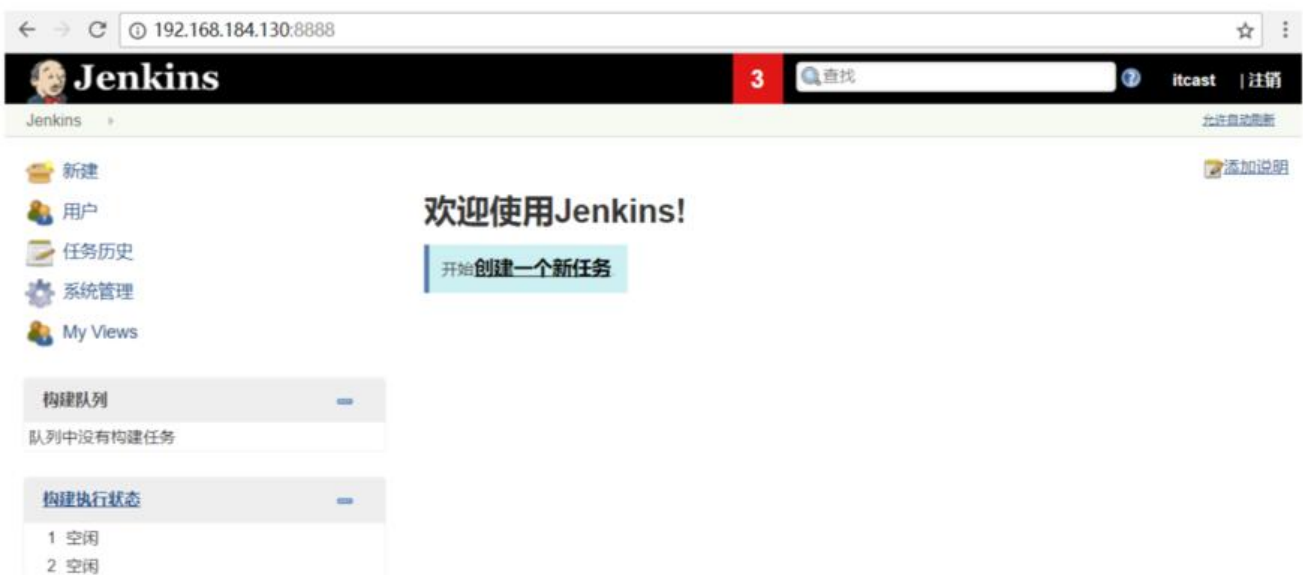 192.168.184.130:8888
Jenkins 3 查找 itcast |注销
Jenkins 允许自动刷新
新建 添加说明
用户
任务历史
系统管理
My Views
欢迎使用Jenkins!
开始创建一个新任务
构建队列
队列中没有构建任务
构建执行状态
1 空闲
2 空闲